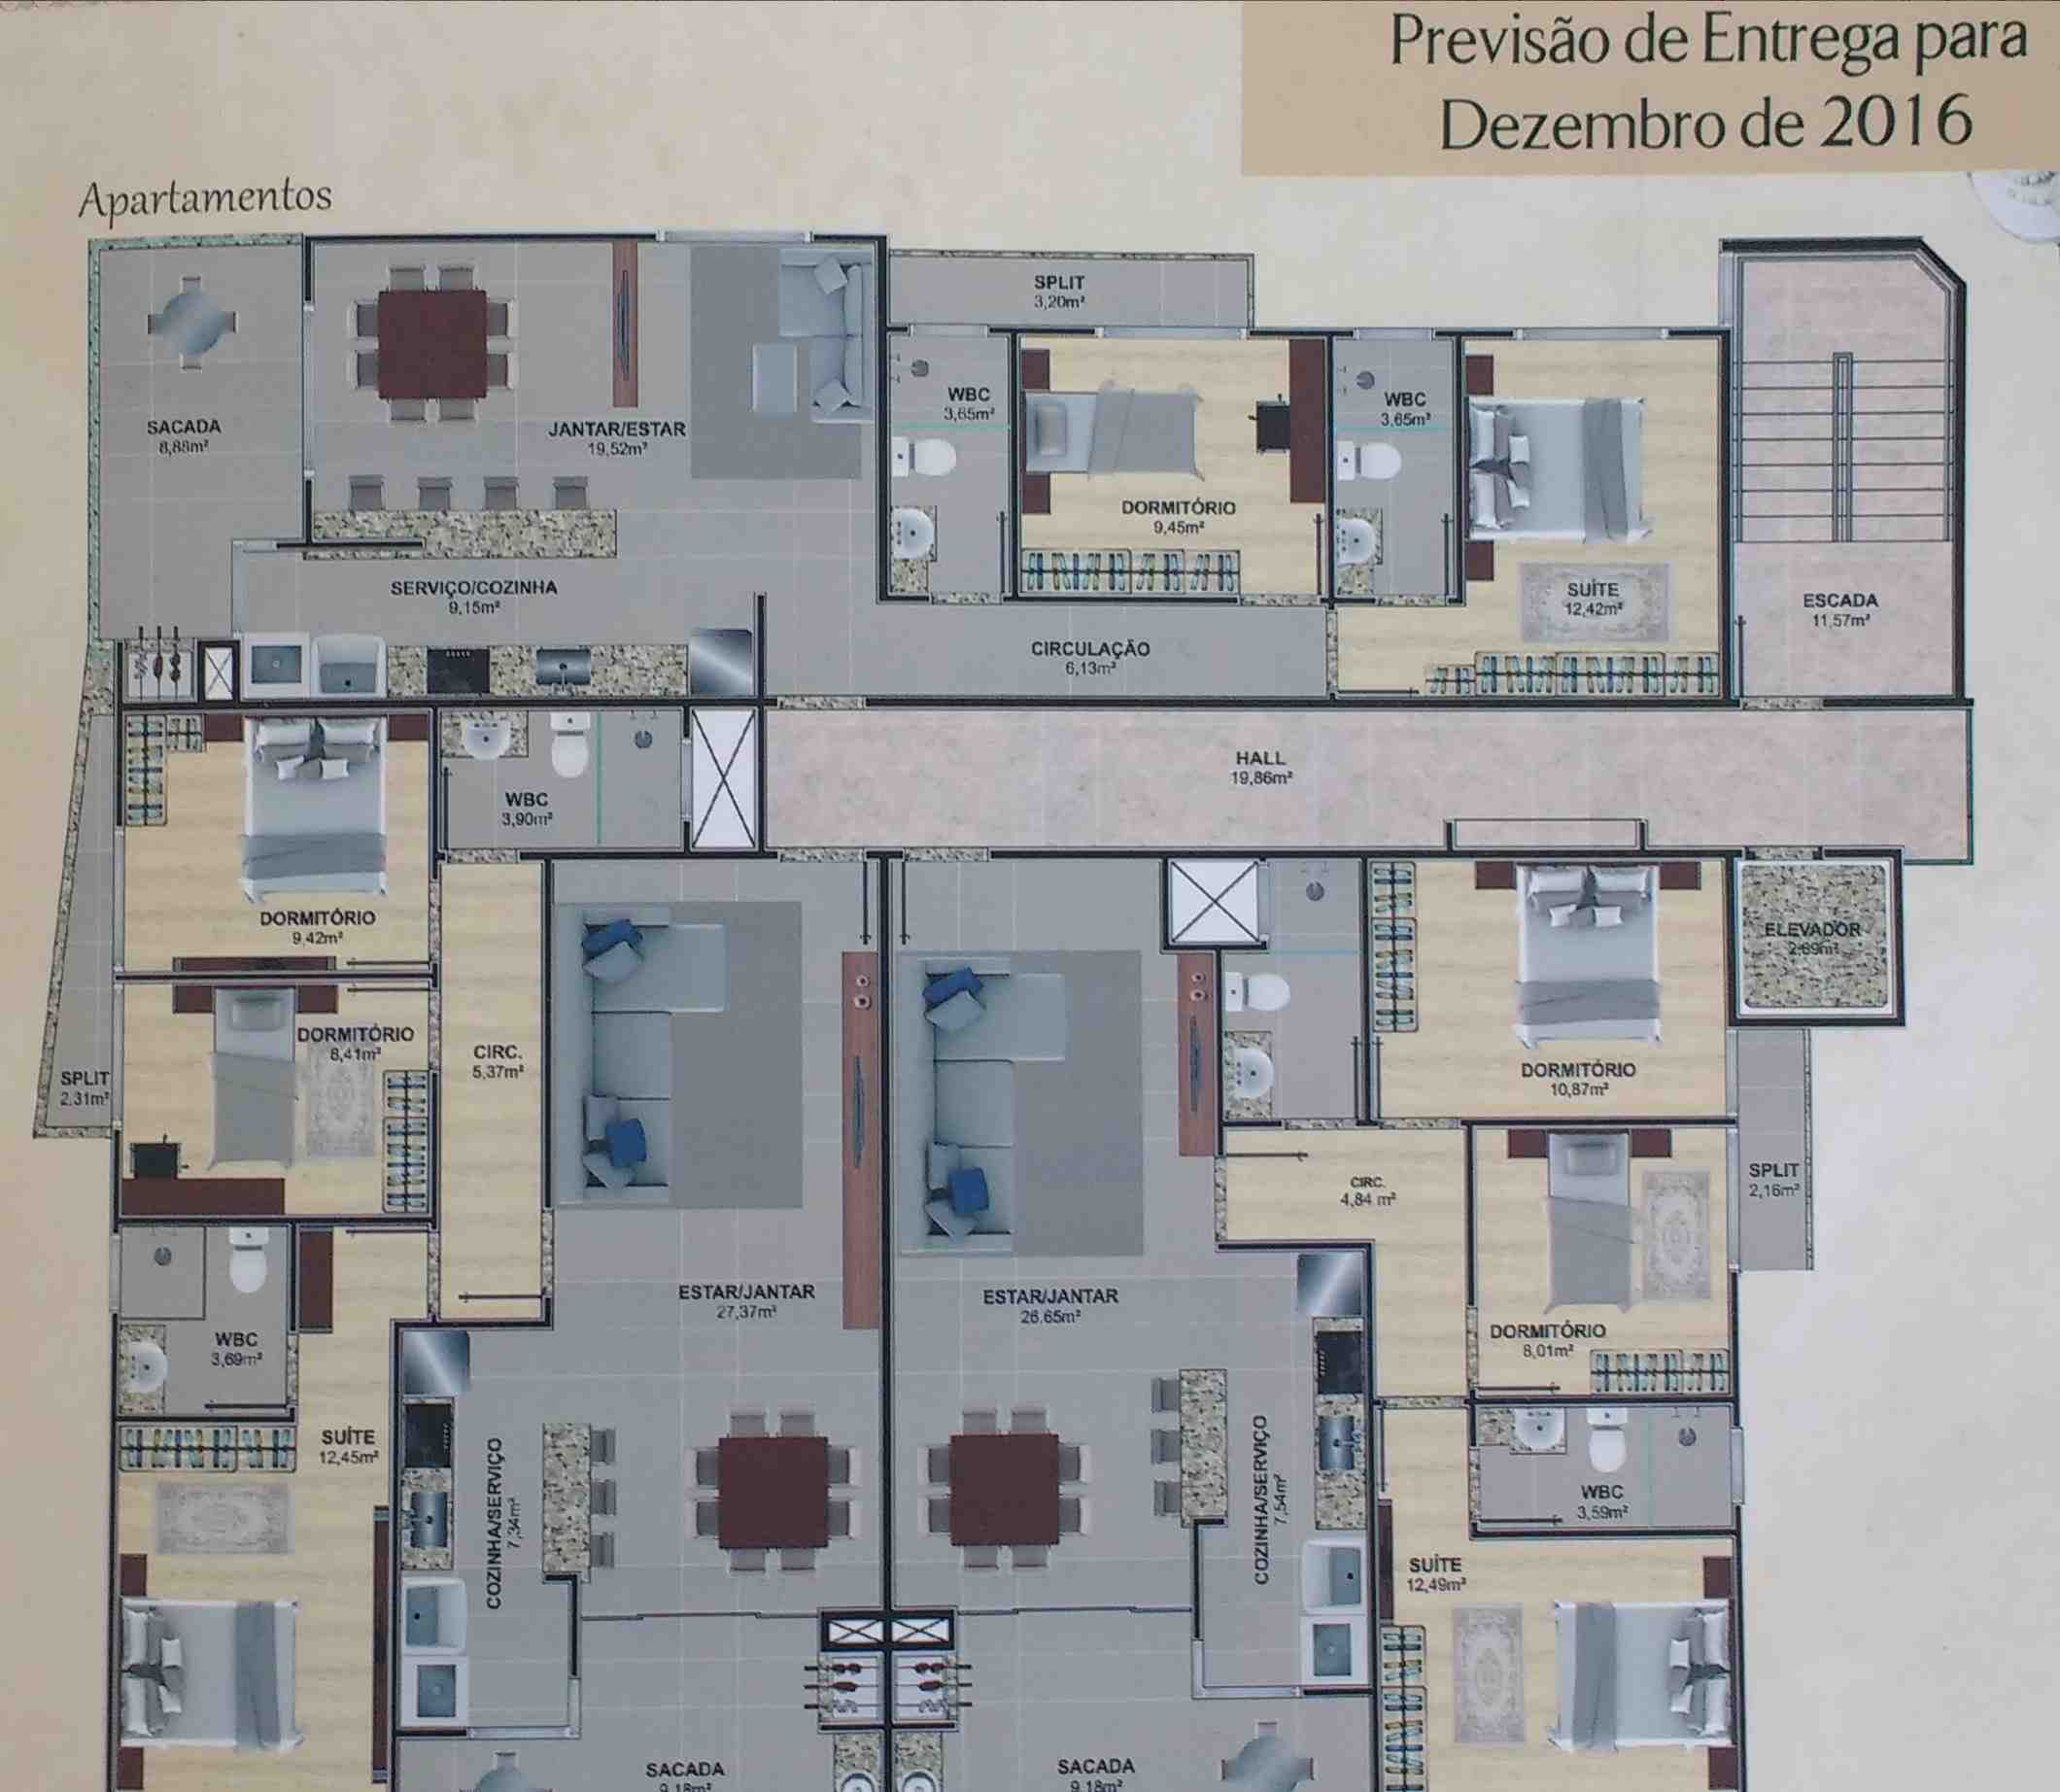 Previsão de Entrega para
Dezembro de 2016
Apartamentos
SPLIT
3,20m²
SACADA
8,88m²
JANTAR/ESTAR
19,52m²
WBC
3,65m²
DORMITÓRIO
9,45m²
WBC
3,65m²
SUÍTE
12,42m²
ESCADA
11,57m²
SERVIÇO/COZINHA
9,15m²
CIRCULAÇÃO
6,13m²
HALL
19,86m²
WBC
3,90m²
DORMITÓRIO
9,42m²
ELEVADOR
2,69m²
DORMITÓRIO
8,41m²
CIRC.
5,37m²
SPLIT
2,31m²
DORMITÓRIO
10,87m²
SPLIT
2,16m²
CIRC.
4,84 m²
ESTAR/JANTAR
27,37m²
ESTAR/JANTAR
26,65m²
DORMITÓRIO
8,01m²
WBC
3,69m²
SUÍTE
12,45m²
COZINHA/SERVIÇO
7,34m²
COZINHA/SERVIÇO
7,54m²
WBC
3,59m²
SUÍTE
12,49m²
SACADA
9,18m²
SACADA
9,18m²